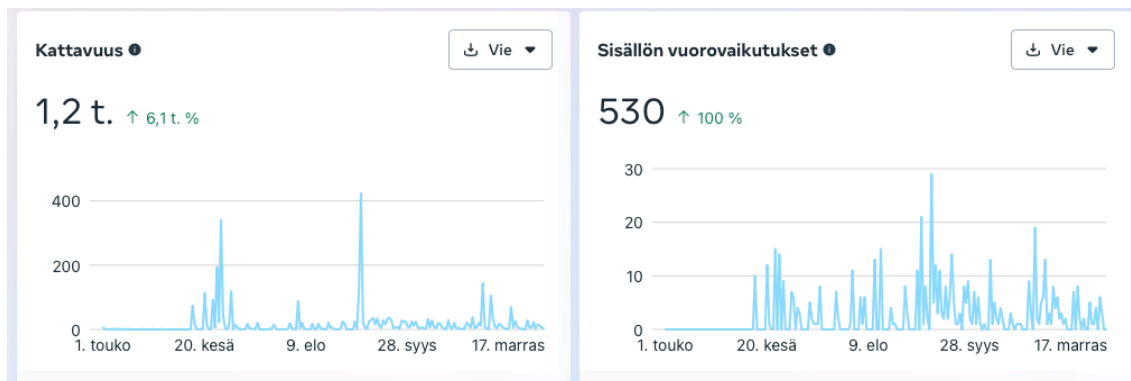 Kattavuus
Vie
1,2 t. ↑ 6,1 t. %
400
200
0
1. touko 20. kesä 9. elo 28. syys 17. marras
Sisällön vuorovaikutukset
Vie
530 ↑ 100 %
30
20
10
0
1. touko 20. kesä 9. elo 28. syys 17. marras